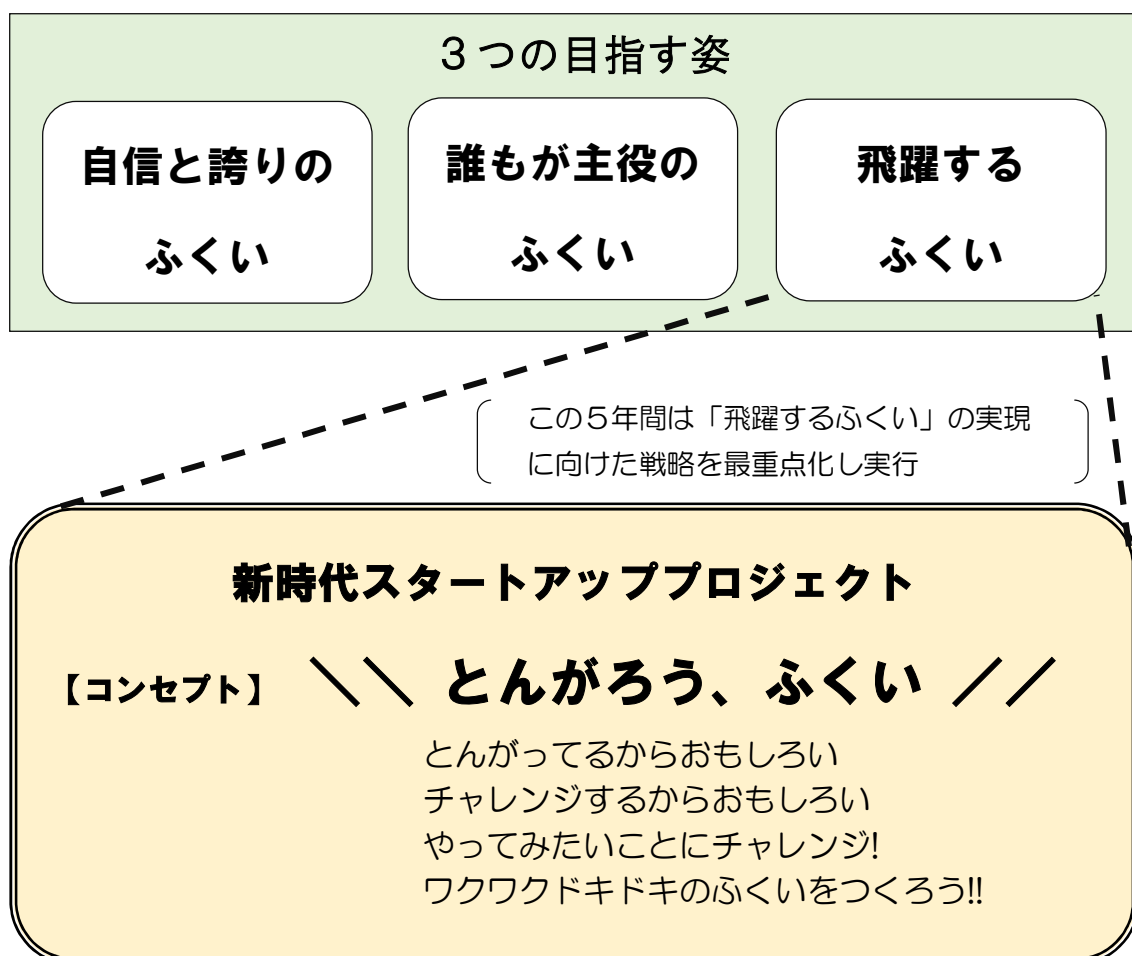 ３つの目指す姿
自信と誇りの
ふくい
誰もが主役の
ふくい
飛躍する
ふくい
この５年間は「飛躍するふくい」の実現
に向けた戦略を最重点化し実行
新時代スタートアッププロジェクト
【コンセプト】 ＼＼ とんがろう、ふくい ／／
とんがってるからおもしろい
チャレンジするからおもしろい
やってみたいことにチャレンジ!
ワクワクドキドキのふくいをつくろう!!